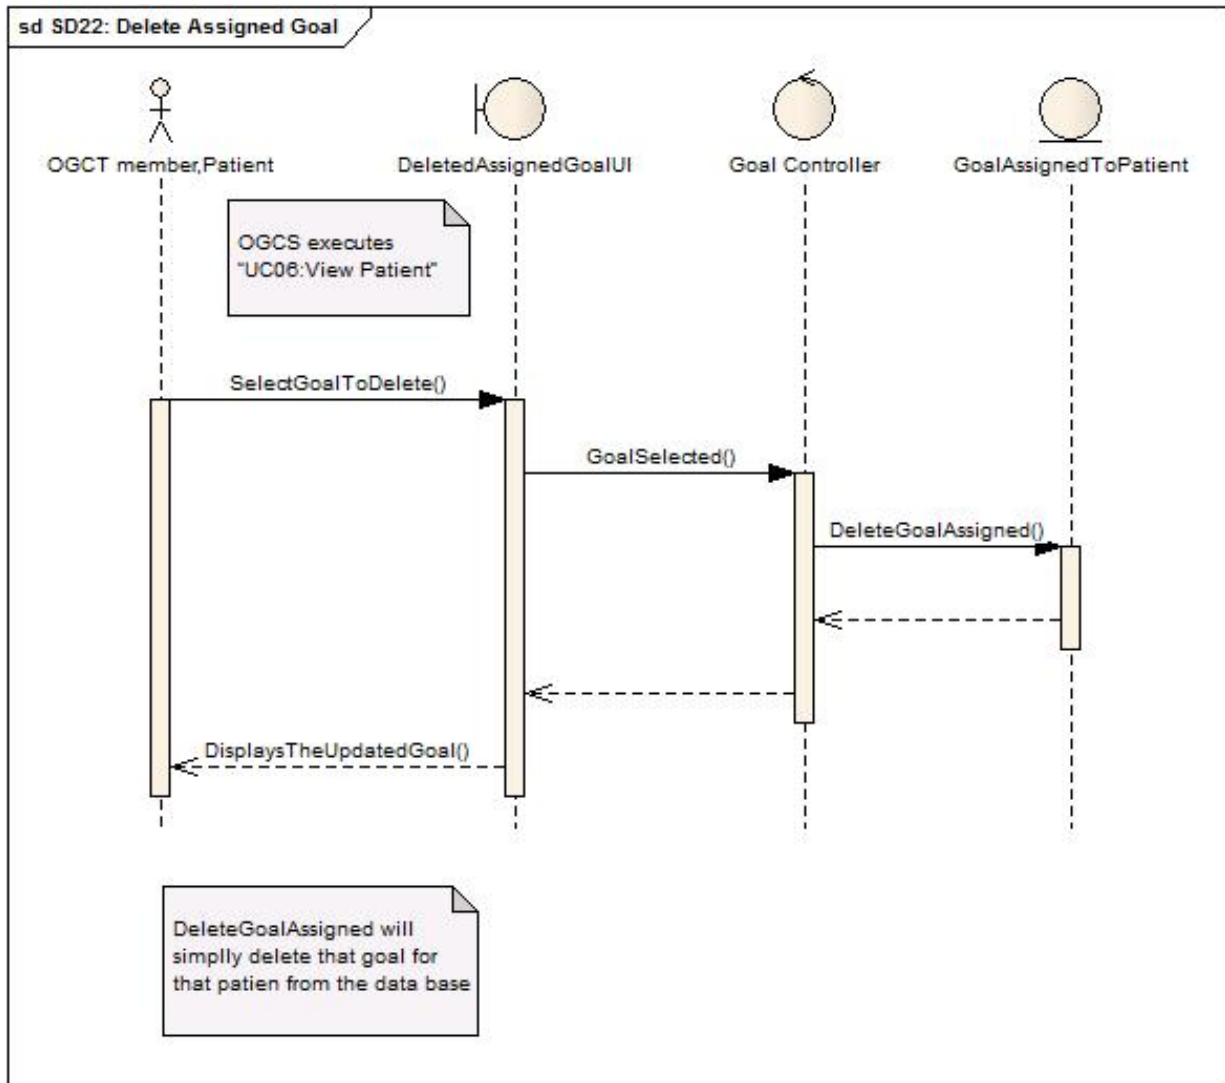 sd SD22: Delete Assigned Goal
OGCT member,Patient
DeletedAssignedGoalUI
Goal Controller
GoalAssignedToPatient
OGCS executes
"UC06:View Patient"
SelectGoalToDelete()
GoalSelected()
DeleteGoalAssigned()
DisplaysTheUpdatedGoal()
DeleteGoalAssigned will
simplly delete that goal for
that patien from the data base